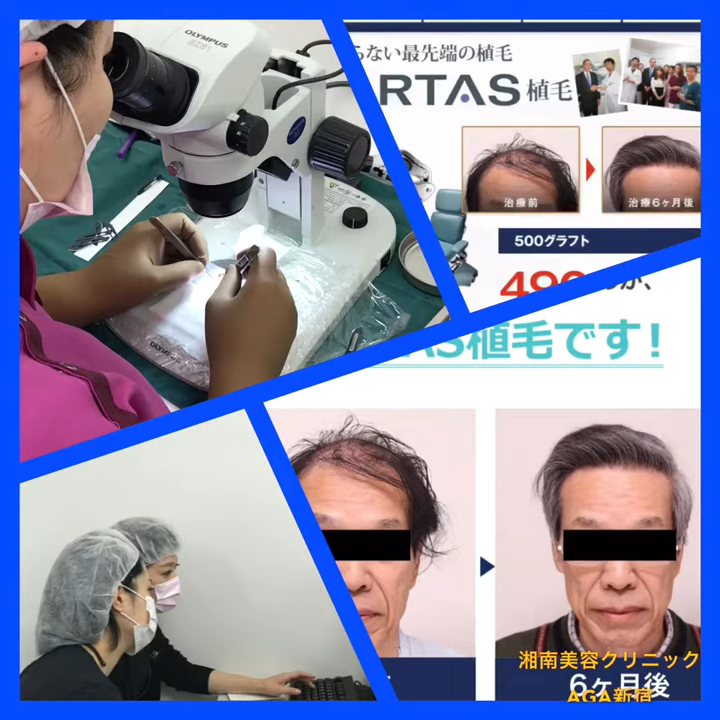 OLYMPUS
OLYMPUS
らない最先端の植毛
RTAS植毛
治療前
治療6ヶ月後
500グラフト
が、
AS植毛です!
6ヶ月後
湘南美容クリニック
AGA新宿